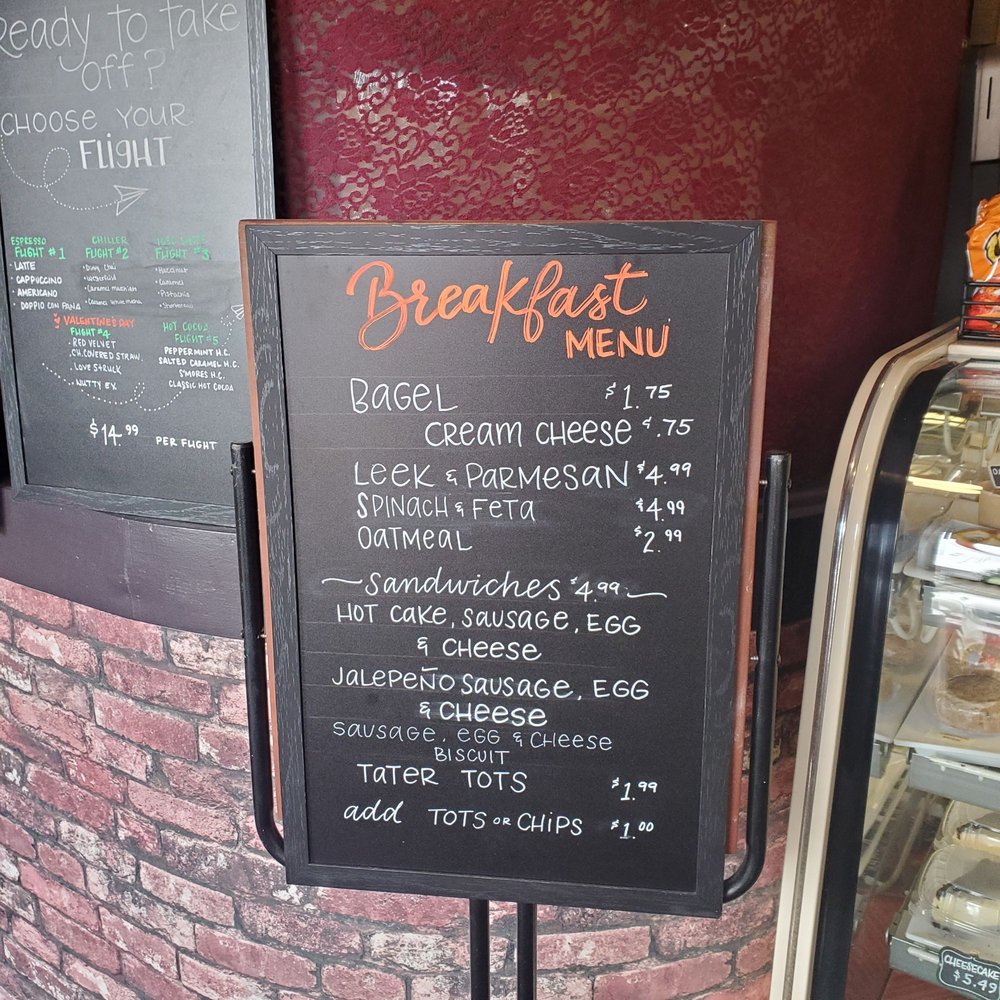 Ready to take
off?
CHOOSE YOUR
FLIGHT
ESPRESSO
FLIGHT #1
• LATTE
• CAPPUCCINO
• AMERICANO
• DOPPIO CON PANA
CHILLER
FLIGHT #2
• Caramel
FLIGHT #3
• Caramel
• Pistachio
VALENTINE'S DAY
FLIGHT #4
• RED VELVET
• CH. COVERED STRAW.
• LOVE STRUCK
• NUTTY EX
HOT COCOA
FLIGHT #5
PEPPERMINT H.C.
SALTED CARAMEL H.C.
S'MORES H.C.
CLASSIC HOT COCOA
$14.99 PER FLIGHT
Breakfast
MENU
BAGEL $1.75
CREAM CHEESE $.75
LEEK & PARMESAN $4.99
SPINACH & FETA $4.99
OATMEAL $2.99
~ Sandwiches $4.99 ~
HOT CAKE, SAUSAGE, EGG
& CHEESE
JALEPEÑO SAUSAGE, EGG
& CHEESE
SAUSAGE, EGG & CHEESE
BISCUIT
TATER TOTS $1.99
add TOTS OR CHIPS $1.00
CHEESECAKE
$5.49